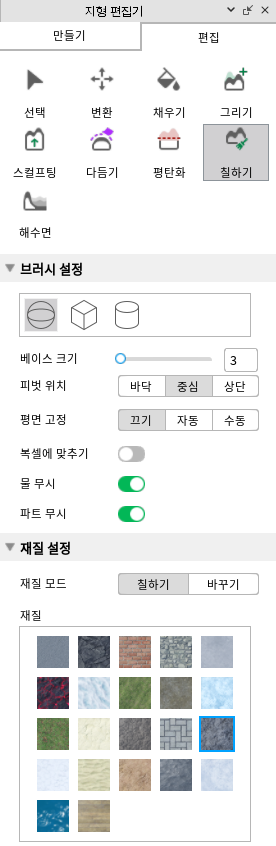 지형 편집기
만들기 편집
선택 변환 채우기 그리기
스컬프팅 다듬기 평탄화 칠하기
해수면
브러시 설정
베이스 크기 3
피벗 위치 바닥 중심 상단
평면 고정 끄기 자동 수동
복셀에 맞추기
물 무시
파트 무시
재질 설정
재질 모드 칠하기 바꾸기
재질